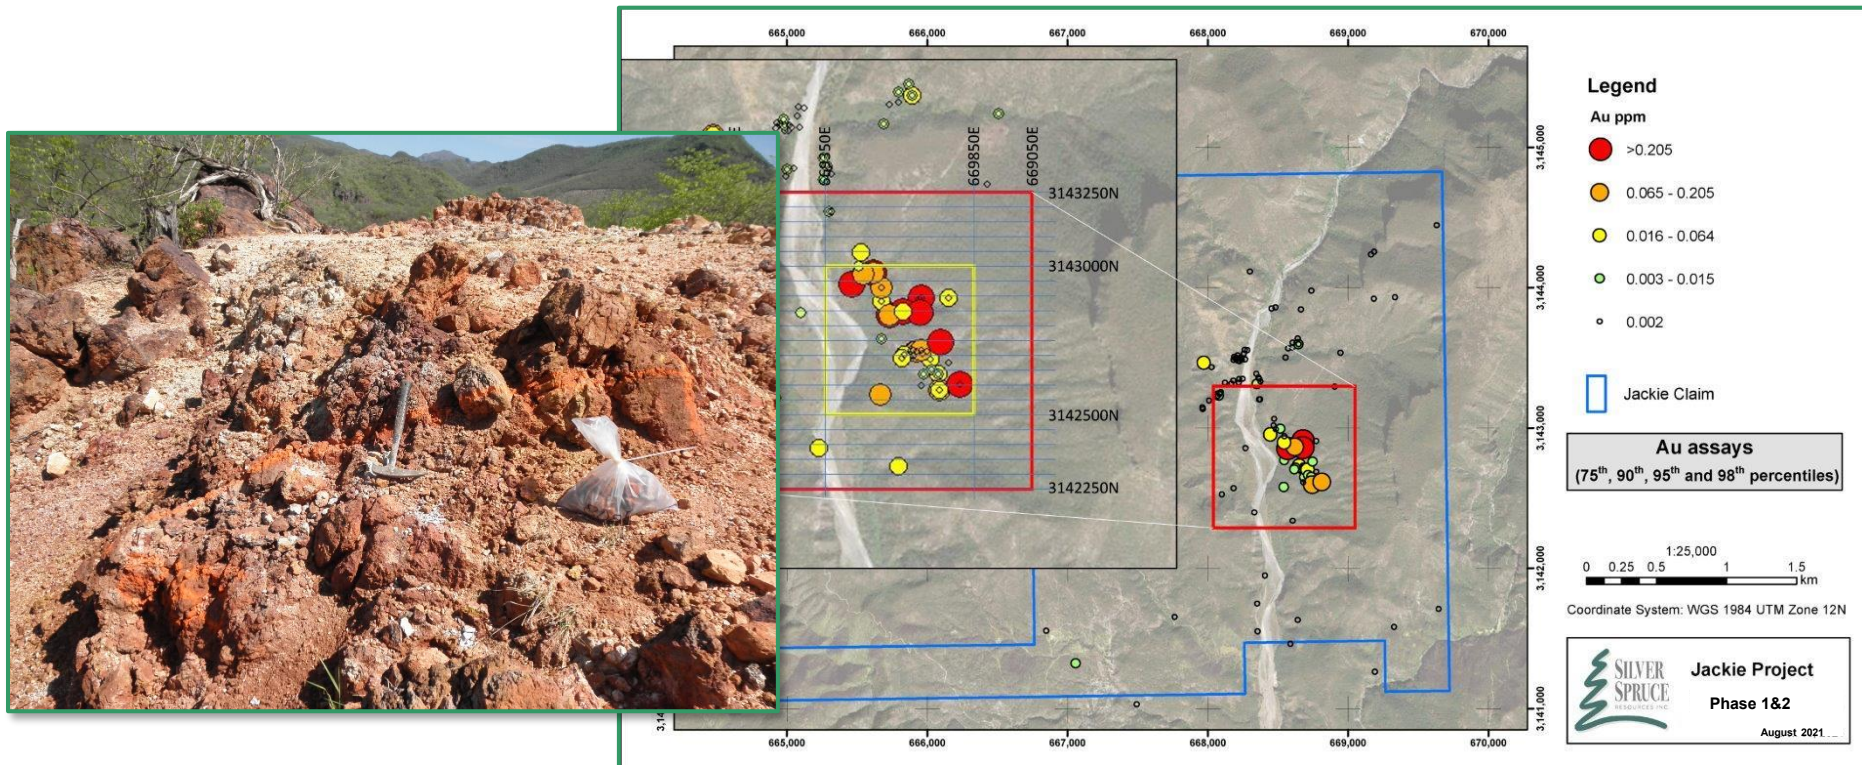 665,000
666,000
667,000
668,000
669,000
670,000
669350E
669850E
669050E
3143250N
3143000N
3142500N
3142250N
3,145,000
3,144,000
3,143,000
3,142,000
3,141,000
665,000
666,000
667,000
668,000
669,000
670,000
Legend
Au ppm
>0.205
0.065 - 0.205
0.016 - 0.064
0.003 - 0.015
0.002
Jackie Claim
Au assays
(75th, 90th, 95th and 98th percentiles)
1:25,000
0 0.25 0.5 1 1.5
km
Coordinate System: WGS 1984 UTM Zone 12N
SILVER
SPRUCE
RESOURCES INC.
Jackie Project
Phase 1&2
August 2021